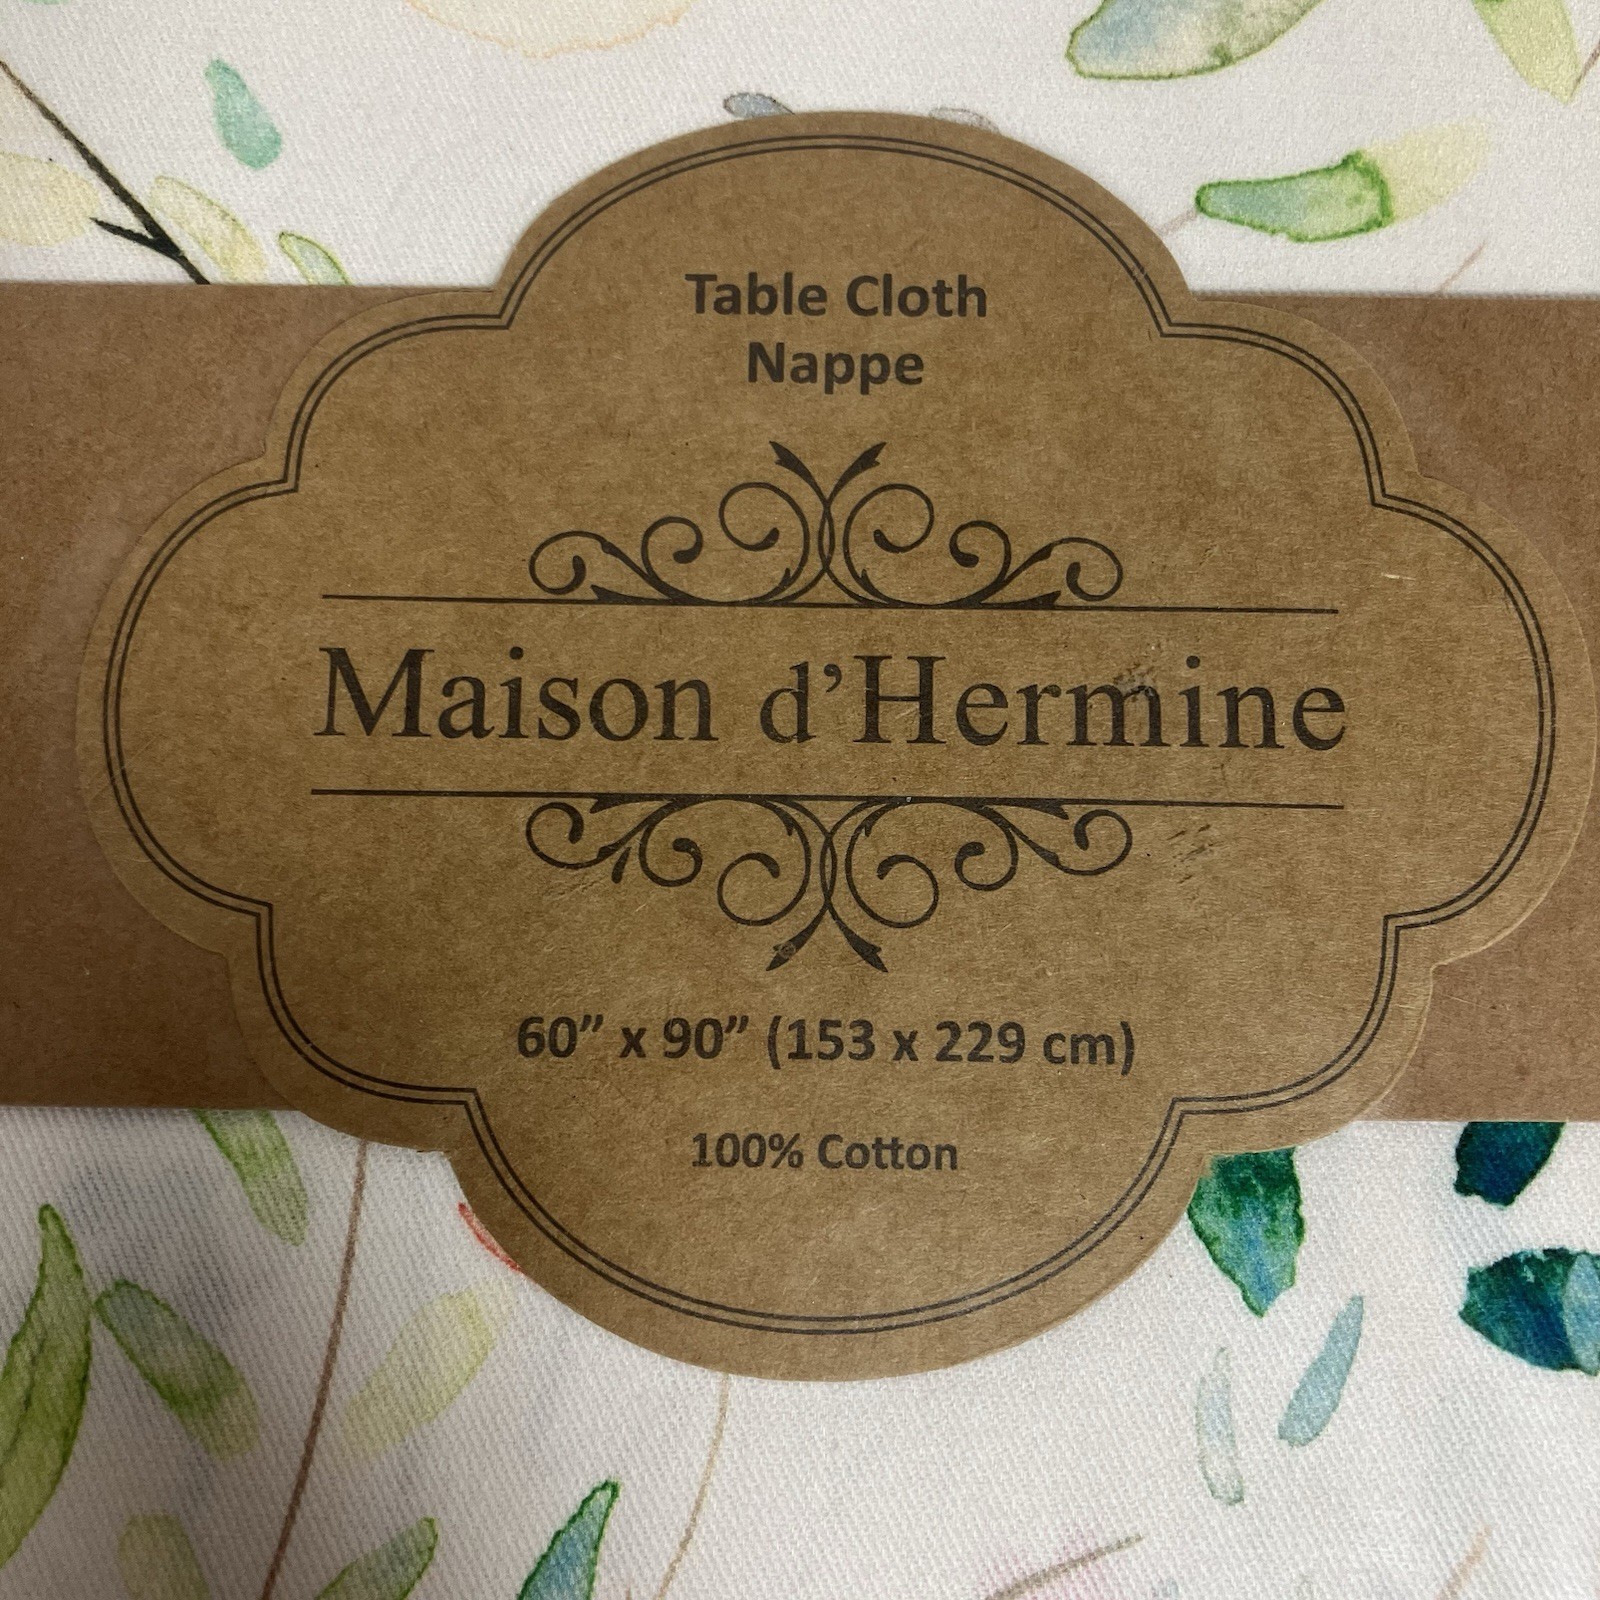 Table Cloth
Nappe
Maison d’Hermine
60” x 90” (153 x 229 cm)
100% Cotton